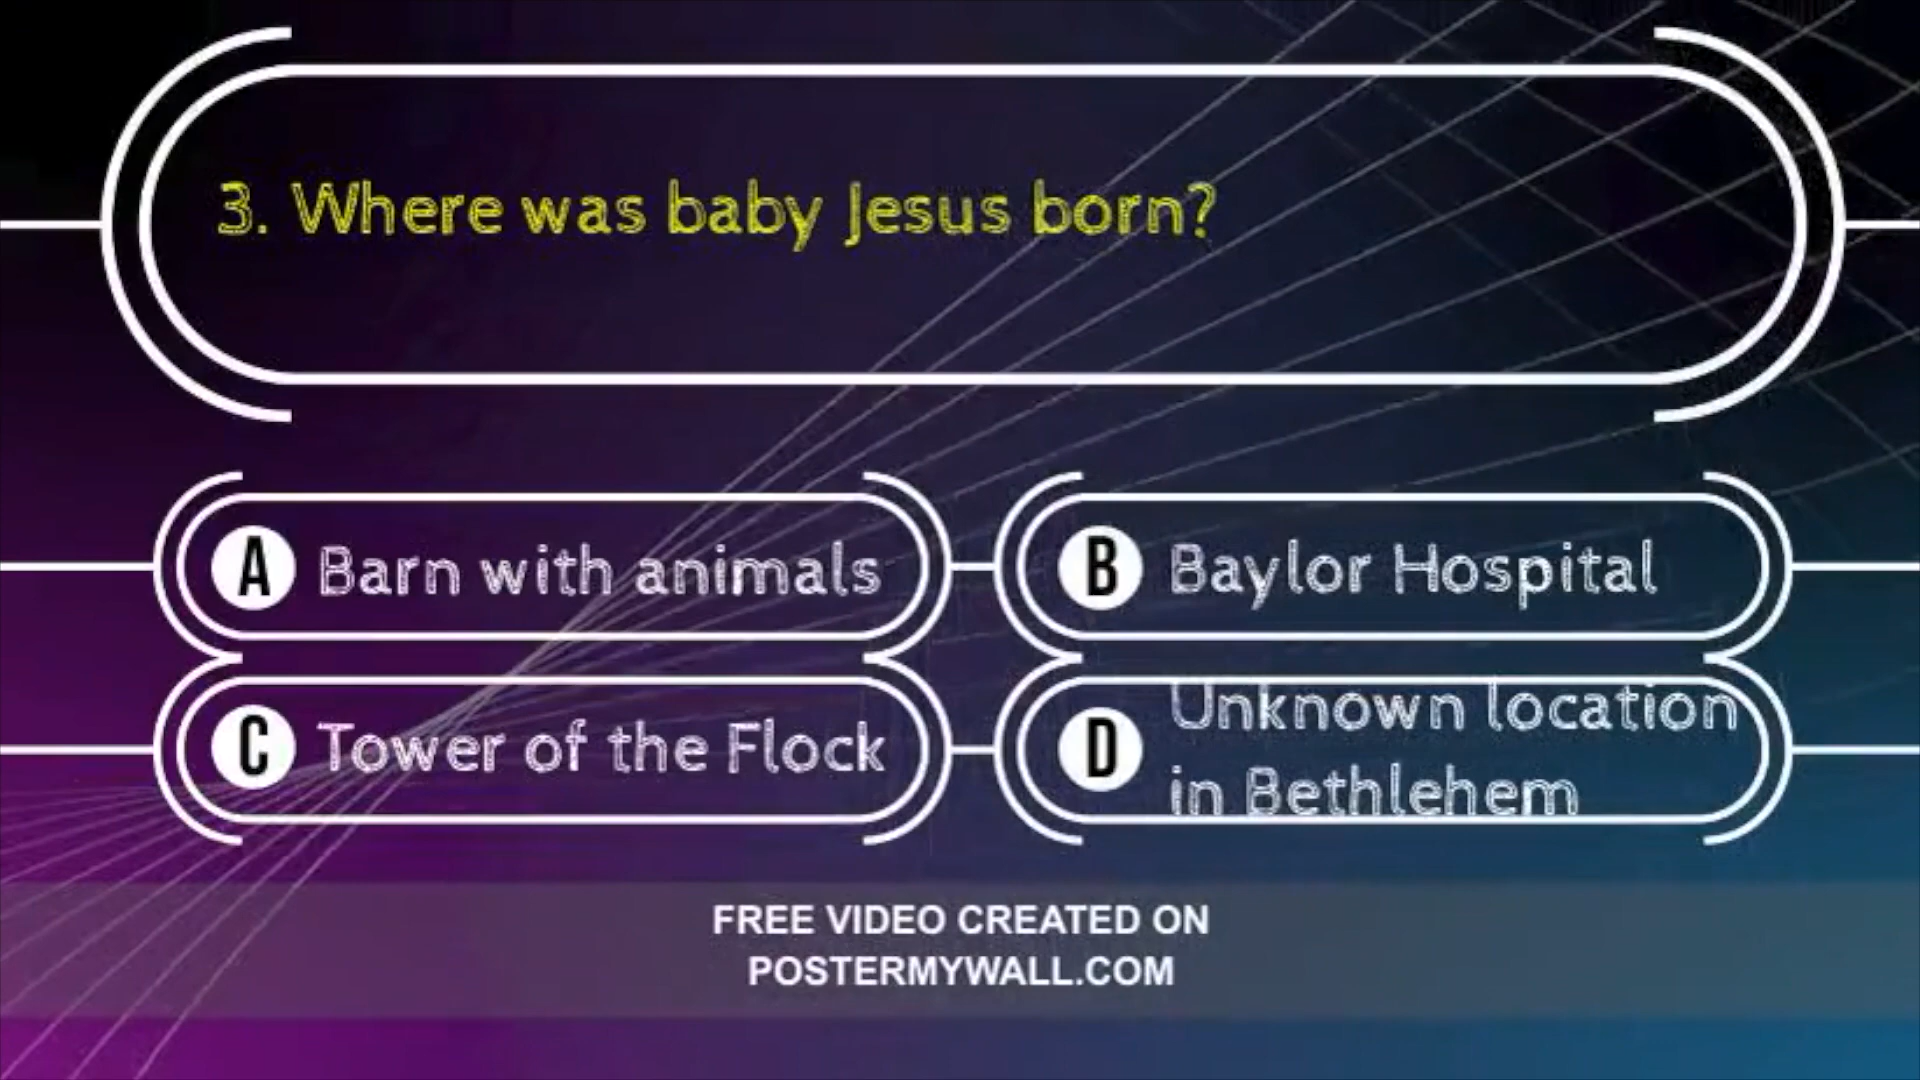 3. Where was baby Jesus born?
A Barn with animals
B Baylor Hospital
C Tower of the Flock
D Unknown location
in Bethlehem
FREE VIDEO CREATED ON
POSTERMYWALL.COM